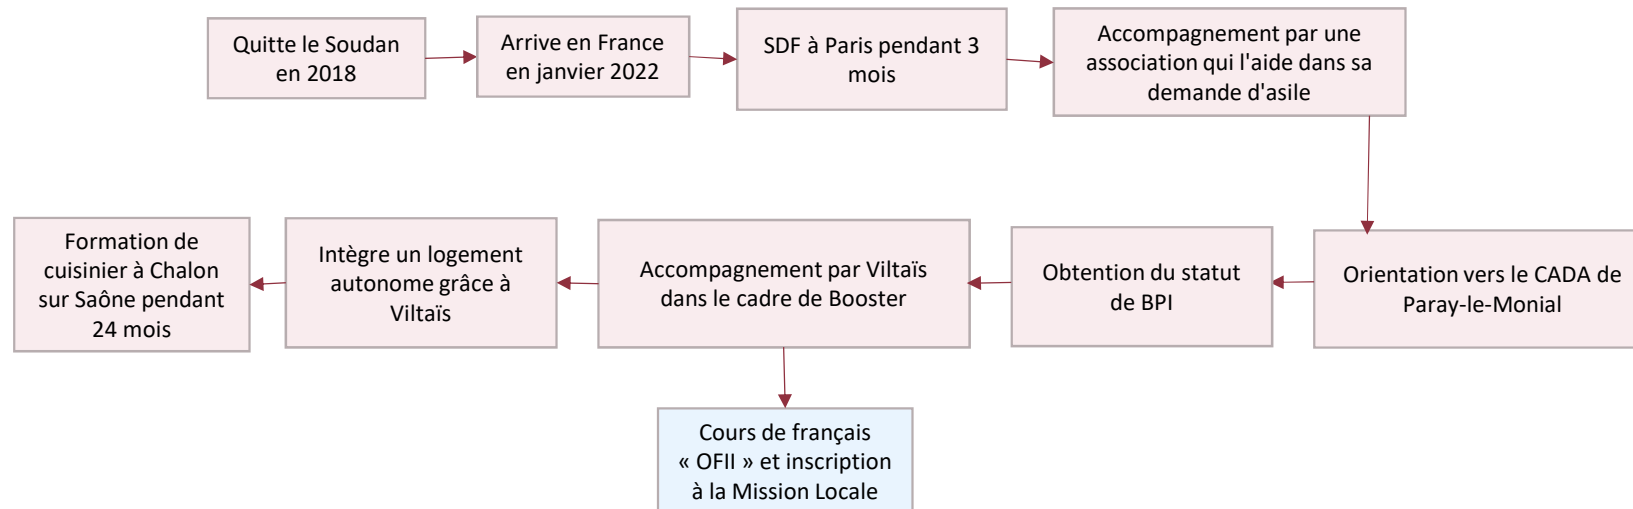 Quitte le Soudan
en 2018
Arrive en France
en janvier 2022
SDF à Paris pendant 3
mois
Accompagnement par une
association qui l'aide dans sa
demande d'asile
Orientation vers le CADA de
Paray-le-Monial
Obtention du statut
de BPI
Accompagnement par Viltaïs
dans le cadre de Booster
Intègre un logement
autonome grâce à
Viltaïs
Formation de
cuisinier à Chalon
sur Saône pendant
24 mois
Cours de français
« OFII » et inscription
à la Mission Locale